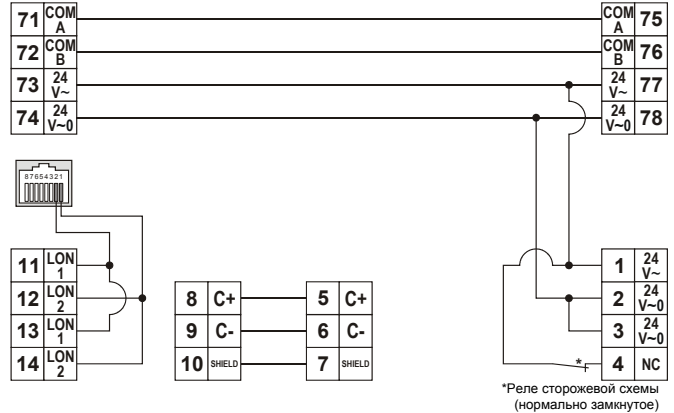 71 COM A COM A 75
72 COM B COM B 76
73 24 V~ 24 V~ 77
74 24 V~0 24 V~0 78
87654321
11 LON 1
12 LON 2
13 LON 1
14 LON 2
8 C+ 5 C+
9 C- 6 C-
10 SHIELD 7 SHIELD
1 24 V~
2 24 V~0
3 24 V~0
* 4 NC
*Реле сторожевой схемы
(нормально замкнутое)